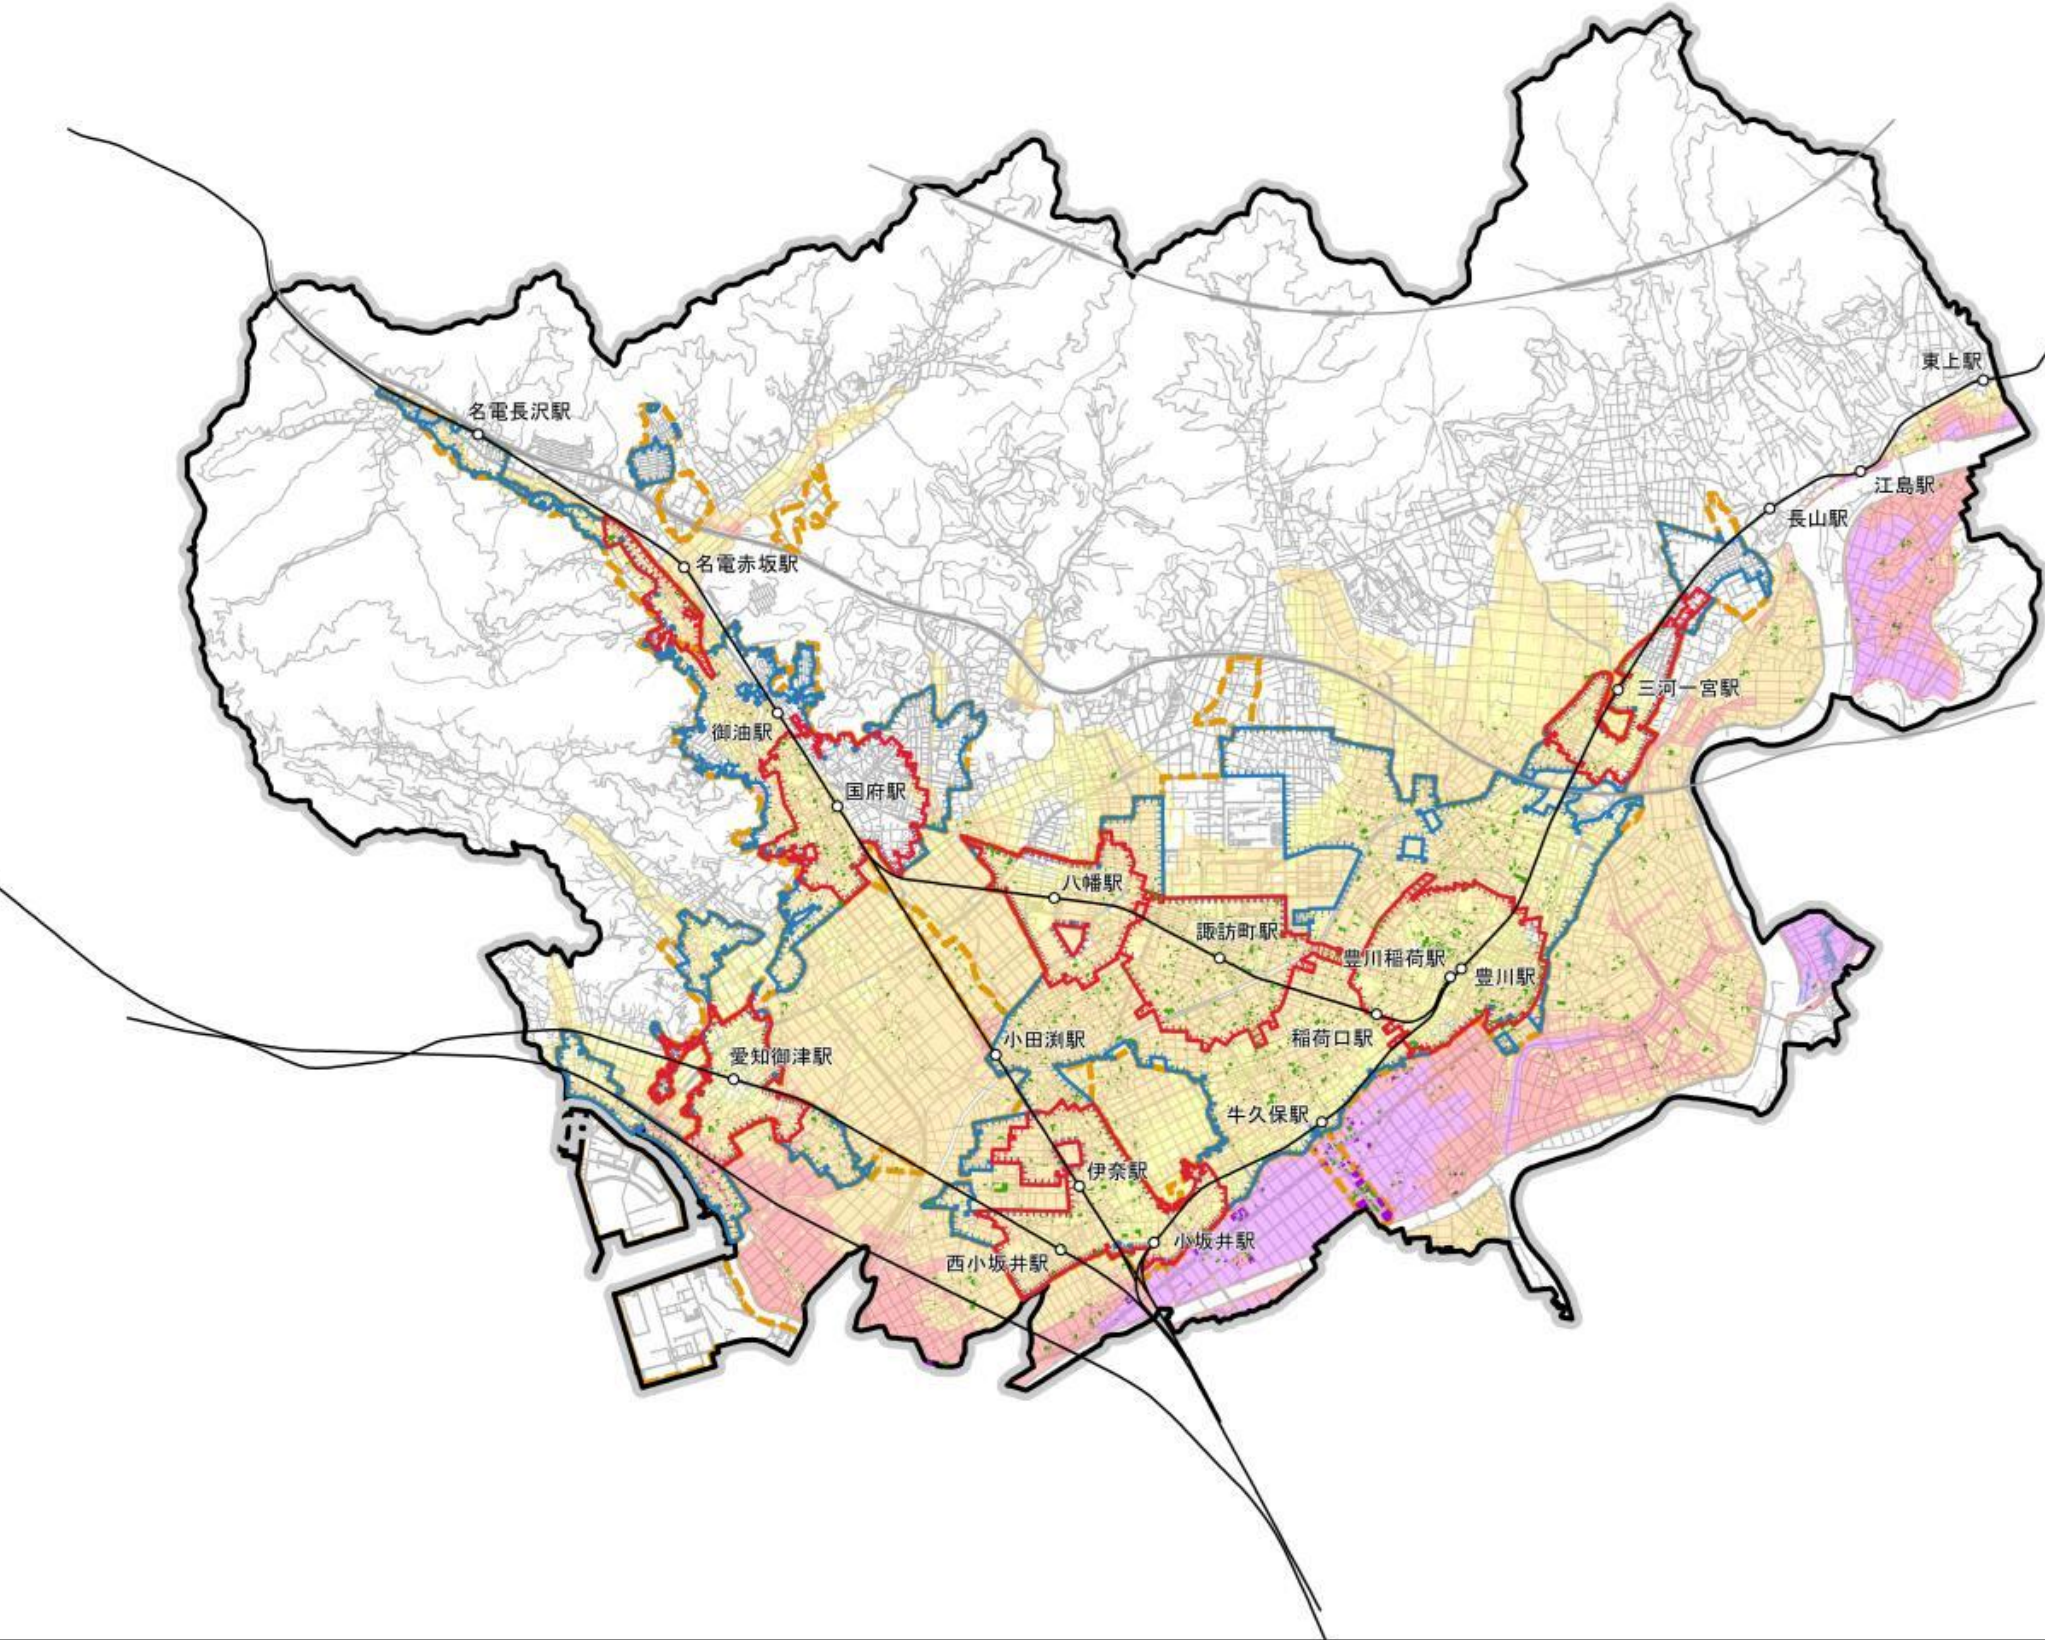 東上駅
名電長沢駅
江島駅
長山駅
名電赤坂駅
三河一宮駅
御油駅
国府駅
八幡駅
諏訪町駅
豊川稲荷駅
豊川駅
小田渕駅
稲荷口駅
愛知御津駅
牛久保駅
伊奈駅
小坂井駅
西小坂井駅